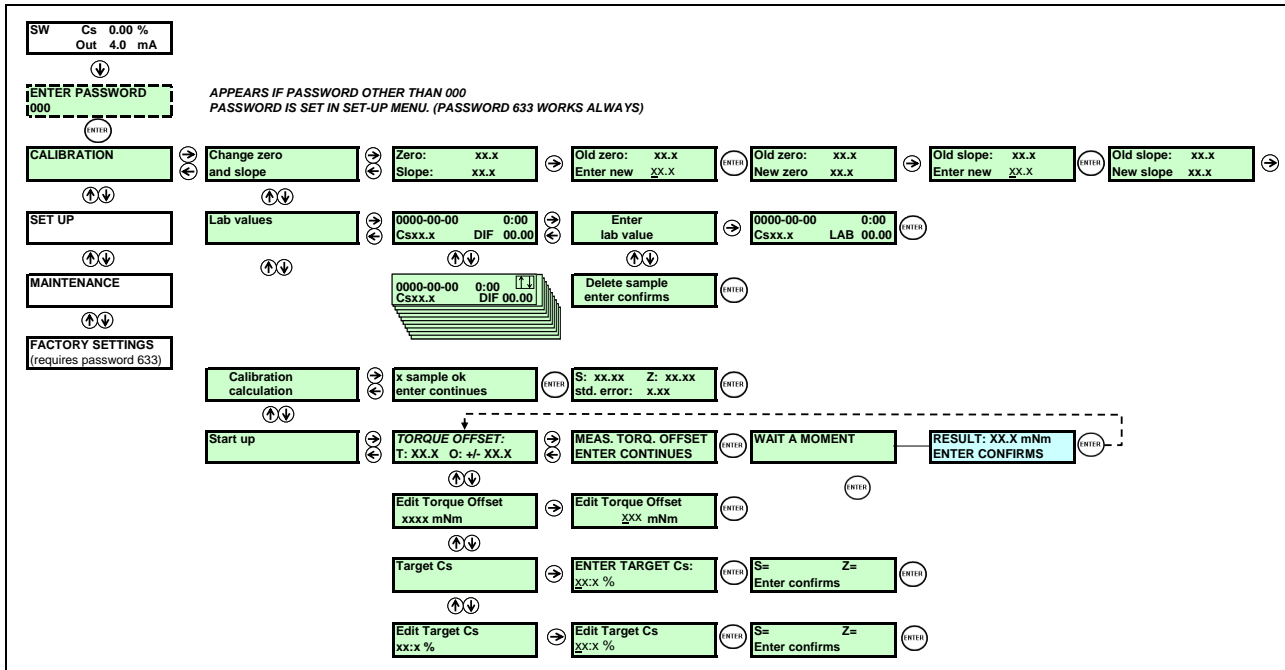 SW Cs 0.00 %
Out 4.0 mA
ENTER PASSWORD
000
APPEARS IF PASSWORD OTHER THAN 000
PASSWORD IS SET IN SET-UP MENU. (PASSWORD 633 WORKS ALWAYS)
ENTER
CALIBRATION
Change zero
and slope
Zero: xx.x
Slope: xx.x
Old zero: xx.x
Enter new xx.x
ENTER
Old zero: xx.x
New zero xx.x
Old slope: xx.x
Enter new xx.x
ENTER
Old slope: xx.x
New slope xx.x
SET UP
Lab values
0000-00-00 0:00
Csxx.x DIF 00.00
Enter
lab value
0000-00-00 0:00
Csxx.x LAB 00.00
ENTER
MAINTENANCE
0000-00-00 0:00
Csxx.x DIF 00.00
Delete sample
enter confirms
ENTER
FACTORY SETTINGS
(requires password 633)
Calibration
calculation
x sample ok
enter continues
ENTER
S: xx.xx Z: xx.xx
std. error: x.xx
ENTER
Start up
TORQUE OFFSET:
T: XX.X O: +/- XX.X
MEAS. TORQ. OFFSET
ENTER CONTINUES
ENTER
WAIT A MOMENT
RESULT: XX.X mNm
ENTER CONFIRMS
ENTER
ENTER
Edit Torque Offset
xxxx mNm
Edit Torque Offset
xxx mNm
ENTER
Target Cs
ENTER TARGET Cs:
xx:x %
ENTER
S= Z=
Enter confirms
ENTER
Edit Target Cs
xx:x %
Edit Target Cs
xx:x %
ENTER
S= Z=
Enter confirms
ENTER